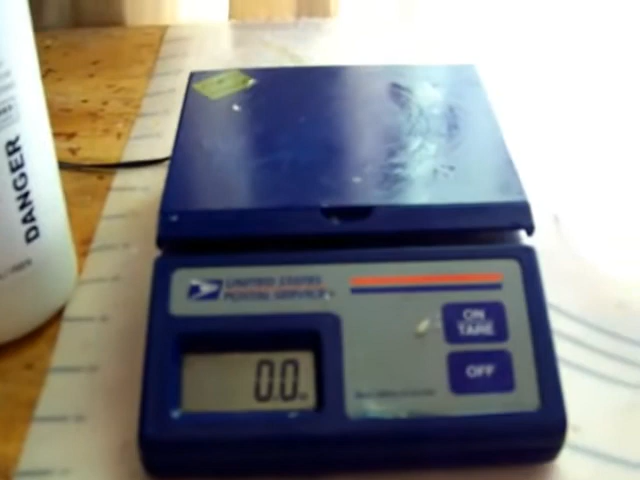 DANGER
UNITED STATES
POSTAL SERVICE
ON
TARE
0.0
OFF